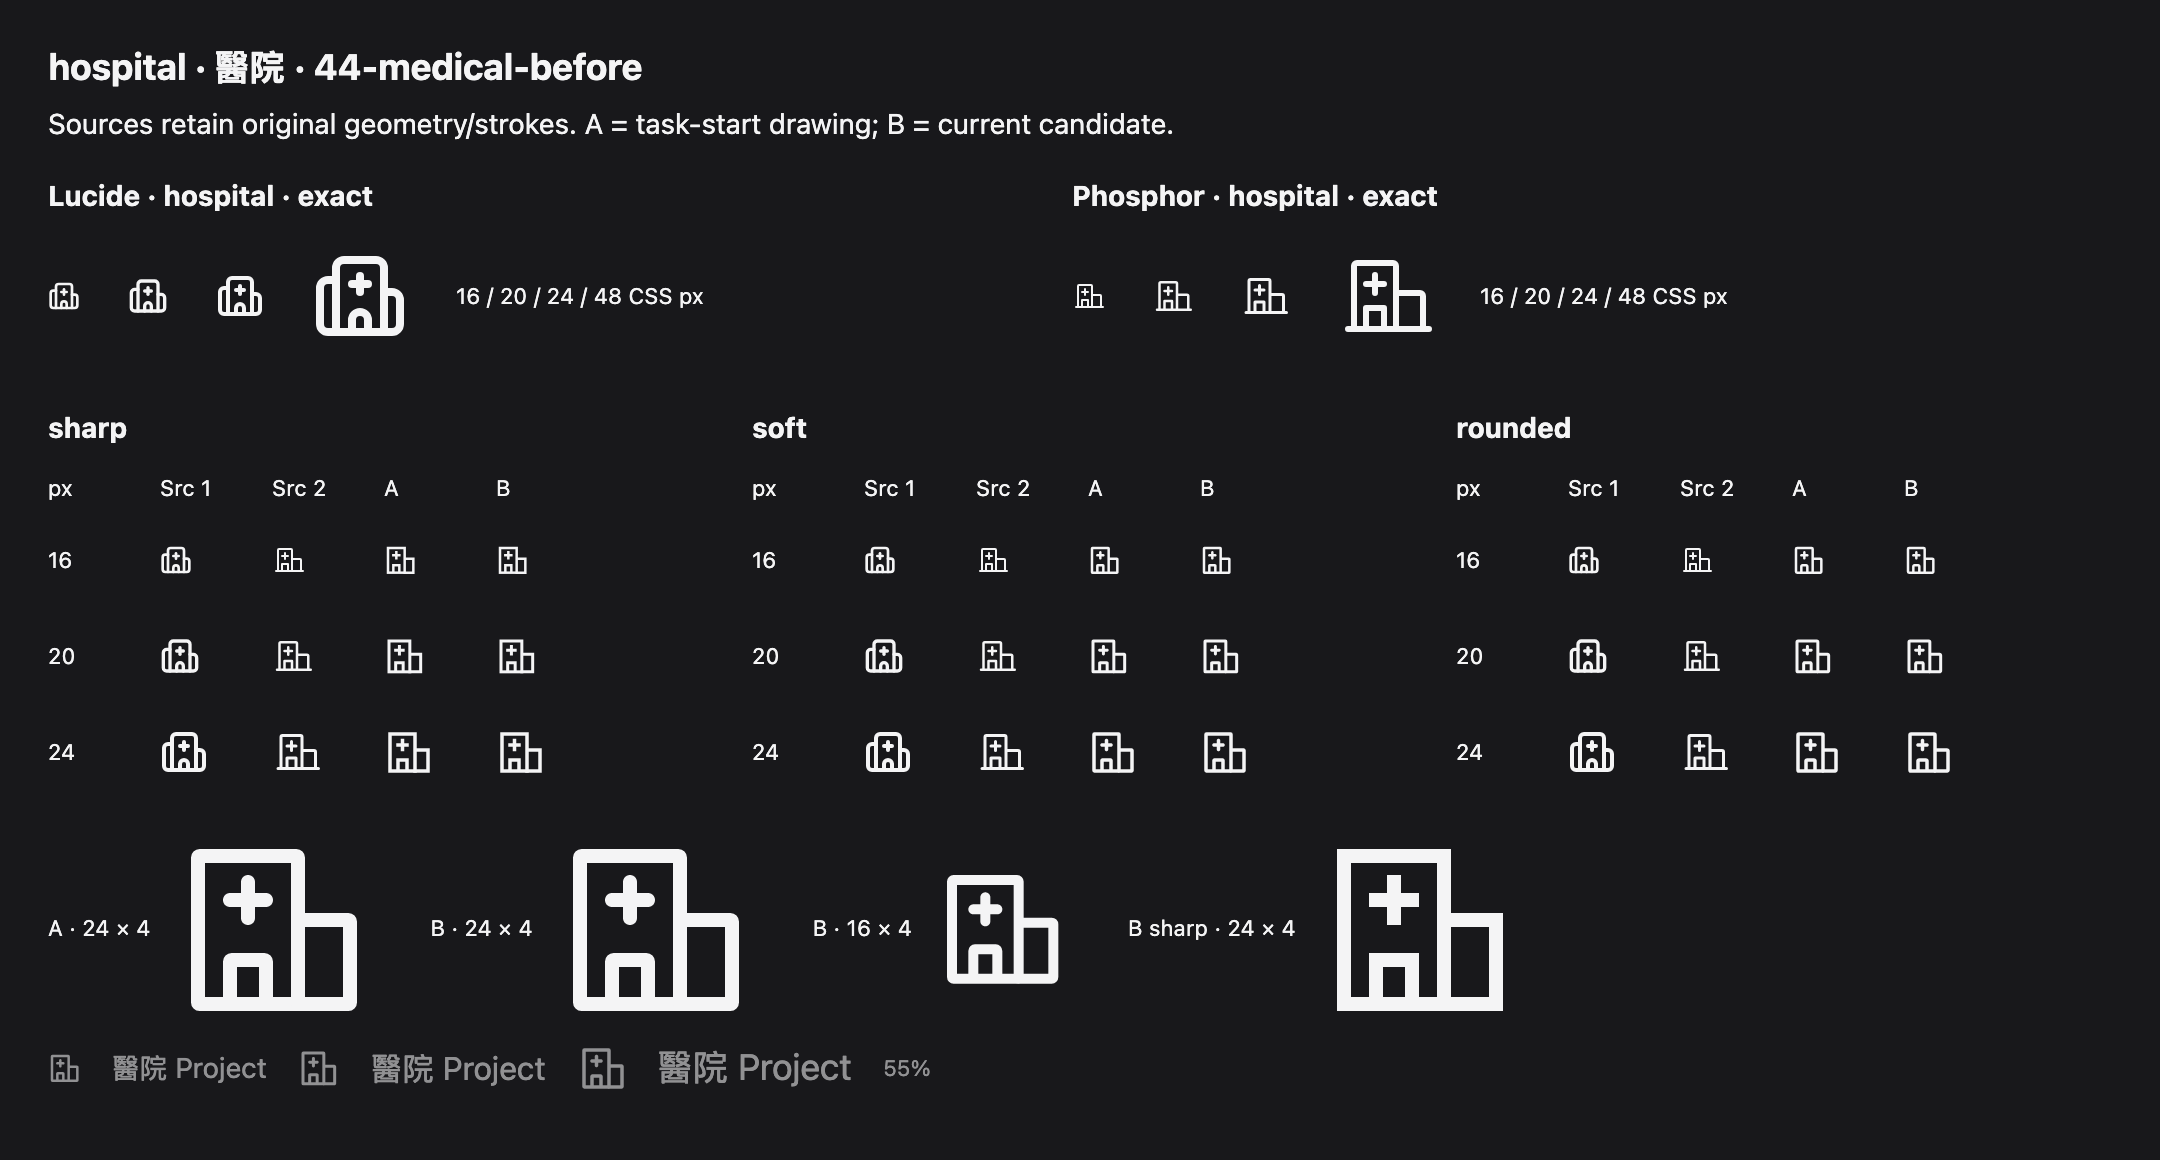 hospital · 醫院 · 44-medical-before
Sources retain original geometry/strokes. A = task-start drawing; B = current candidate.
Lucide · hospital · exact
16 / 20 / 24 / 48 CSS px
Phosphor · hospital · exact
16 / 20 / 24 / 48 CSS px
sharp
px Src 1 Src 2 A B
16
20
24
soft
px Src 1 Src 2 A B
16
20
24
rounded
px Src 1 Src 2 A B
16
20
24
A · 24 × 4
B · 24 × 4
B · 16 × 4
B sharp · 24 × 4
醫院 Project 醫院 Project 醫院 Project 55%